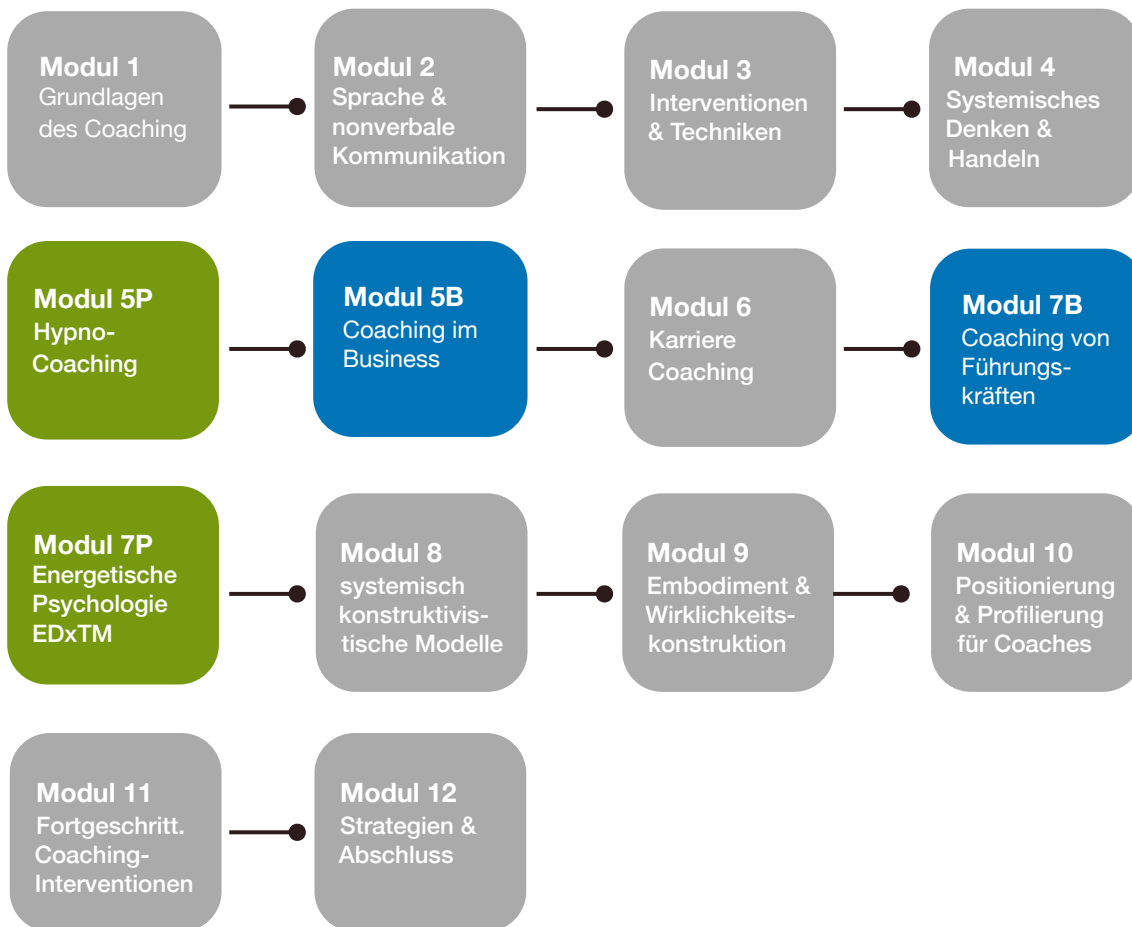 Modul 1
Grundlagen
des Coaching
Modul 2
Sprache &
nonverbale
Kommunikation
Modul 3
Interventionen
& Techniken
Modul 4
Systemisches
Denken &
Handeln
Modul 5P
Hypno-
Coaching
Modul 5B
Coaching im
Business
Modul 6
Karriere
Coaching
Modul 7B
Coaching von
Führungs-
kräften
Modul 7P
Energetische
Psychologie
EDxTM
Modul 8
systemisch
konstruktivis-
tische Modelle
Modul 9
Embodiment &
Wirklichkeits-
konstruktion
Modul 10
Positionierung
& Profilierung
für Coaches
Modul 11
Fortgeschritt.
Coaching-
Interventionen
Modul 12
Strategien &
Abschluss